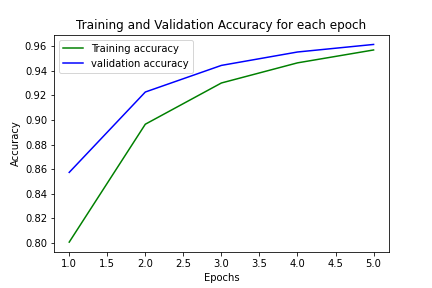 Training and Validation Accuracy for each epoch
Training accuracy
validation accuracy
0.96
0.94
0.92
0.90
0.88
0.86
0.84
0.82
0.80
Accuracy
1.0 1.5 2.0 2.5 3.0 3.5 4.0 4.5 5.0
Epochs